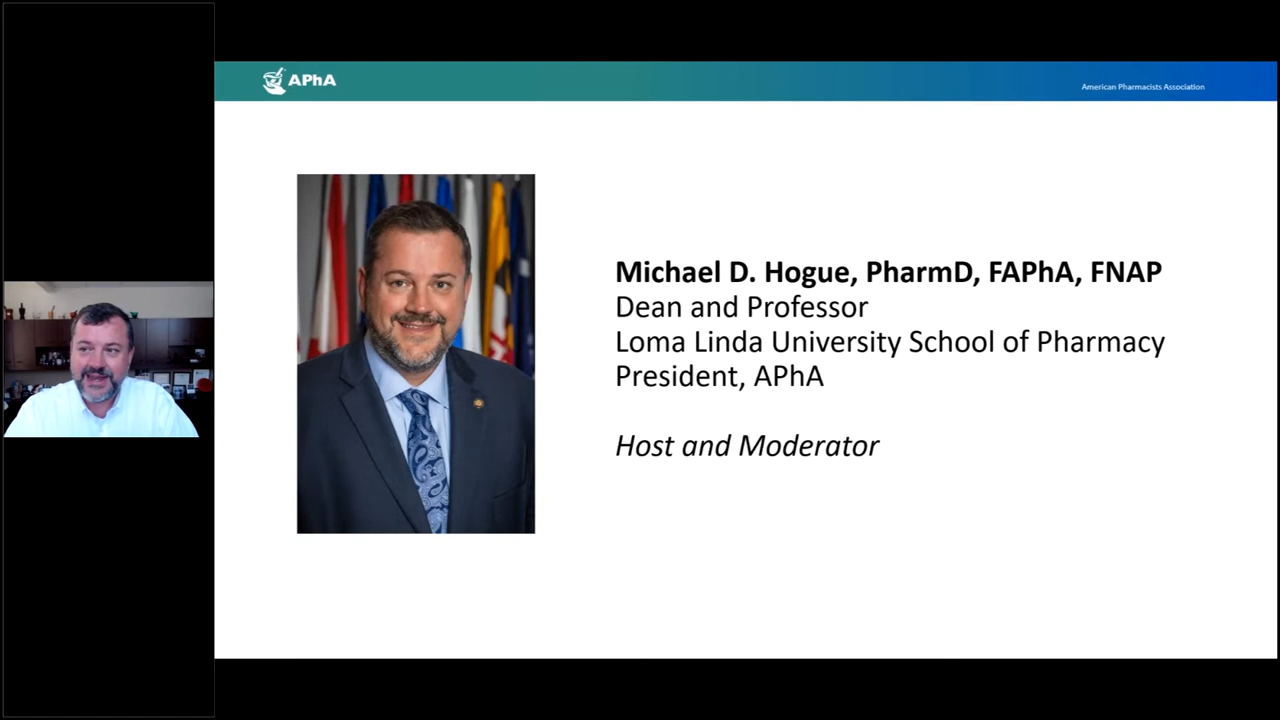 APhA
American Pharmacists Association
Michael D. Hogue, PharmD, FAPhA, FNAP
Dean and Professor
Loma Linda University School of Pharmacy
President, APhA
Host and Moderator